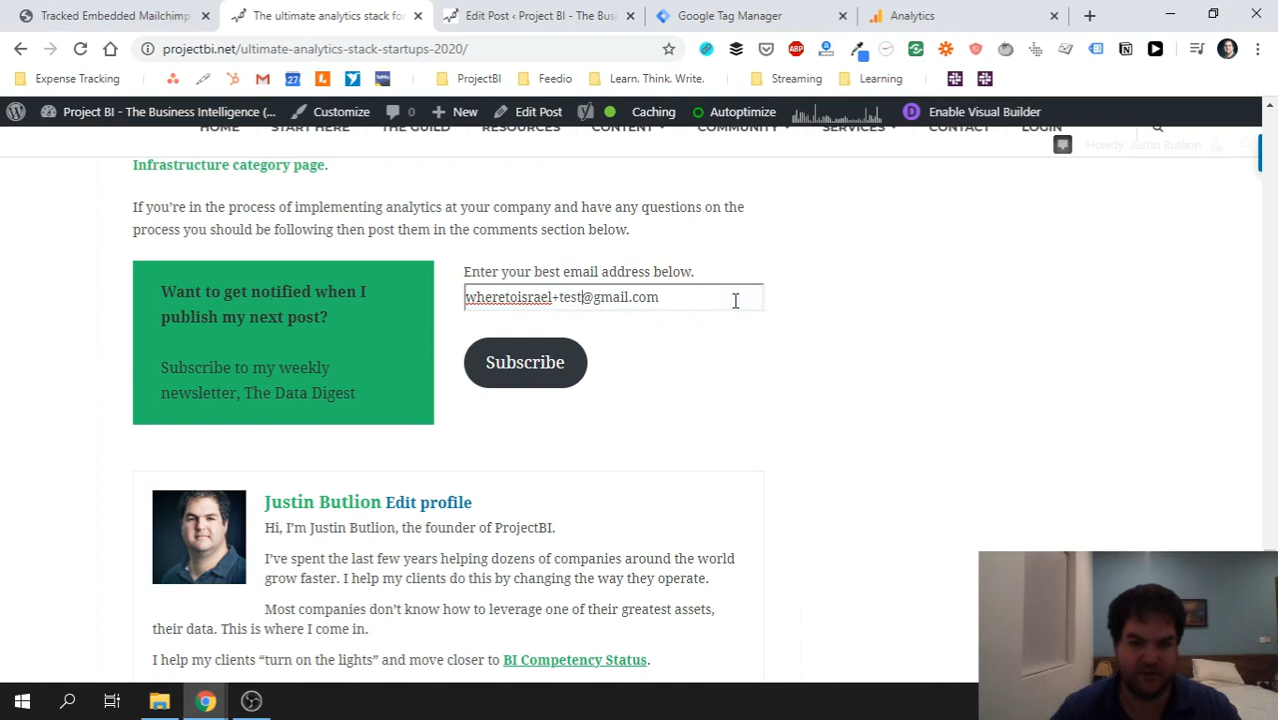 Tracked Embedded Mailchimp
The ultimate analytics stack for
Edit Post ‹ Project BI - The Busi
Google Tag Manager
Analytics
projectbi.net/ultimate-analytics-stack-startups-2020/
Expense Tracking
27
ProjectBI
Feedio
Learn. Think. Write.
Streaming
Learning
Project BI - The Business Intelligence (...
Customize
0
New
Edit Post
Caching
Autoptimize
D
Enable Visual Builder
HOME
START HERE
THE GUILD
RESOURCES
CONTENT
COMMUNITY
SERVICES
CONTACT
LOGIN
Howdy, Justin Butlion
Infrastructure category page.
If you're in the process of implementing analytics at your company and have any questions on the
process you should be following then post them in the comments section below.
Want to get notified when I
publish my next post?
Subscribe to my weekly
newsletter, The Data Digest
Enter your best email address below.
wheretoisrael+test@gmail.com
Subscribe
Justin Butlion Edit profile
Hi, I'm Justin Butlion, the founder of ProjectBI.
I've spent the last few years helping dozens of companies around the world
grow faster. I help my clients do this by changing the way they operate.
Most companies don't know how to leverage one of their greatest assets,
their data. This is where I come in.
I help my clients “turn on the lights” and move closer to BI Competency Status.